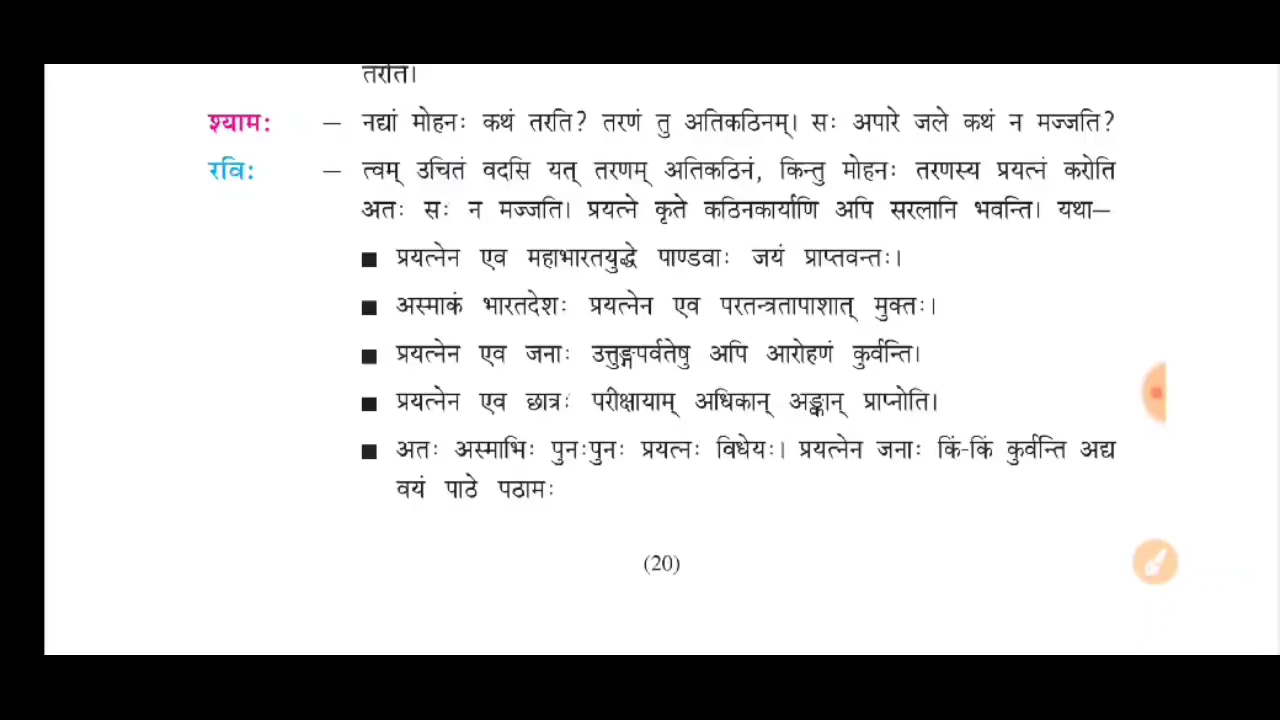 तरति।
श्यामः – नद्यां मोहनः कथं तरति? तरणं तु अतिकठिनम्। सः अपारे जले कथं न मज्जति?
रविः – त्वम् उचितं वदसि यत् तरणम् अतिकठिनं, किन्तु मोहनः तरणस्य प्रयत्नं करोति
अतः सः न मज्जति। प्रयत्ने कृते कठिनकार्याणि अपि सरलानि भवन्ति। यथा–
■ प्रयत्नेन एव महाभारतयुद्धे पाण्डवाः जयं प्राप्तवन्तः।
■ अस्माकं भारतदेशः प्रयत्नेन एव परतन्त्रतापाशात् मुक्तः।
■ प्रयत्नेन एव जनाः उत्तुङ्गपर्वतेषु अपि आरोहणं कुर्वन्ति।
■ प्रयत्नेन एव छात्रः परीक्षायाम् अधिकान् अङ्कान् प्राप्नोति।
■ अतः अस्माभिः पुनःपुनः प्रयत्नः विधेयः। प्रयत्नेन जनाः किं-किं कुर्वन्ति अद्य
वयं पाठे पठामः
(20)